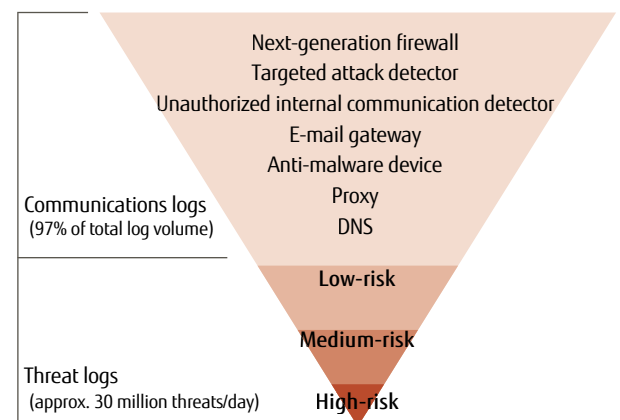 Next-generation firewall
Targeted attack detector
Unauthorized internal communication detector
E-mail gateway
Anti-malware device
Proxy
DNS
Communications logs
(97% of total log volume)
Low-risk
Medium-risk
High-risk
Threat logs
(approx. 30 million threats/day)